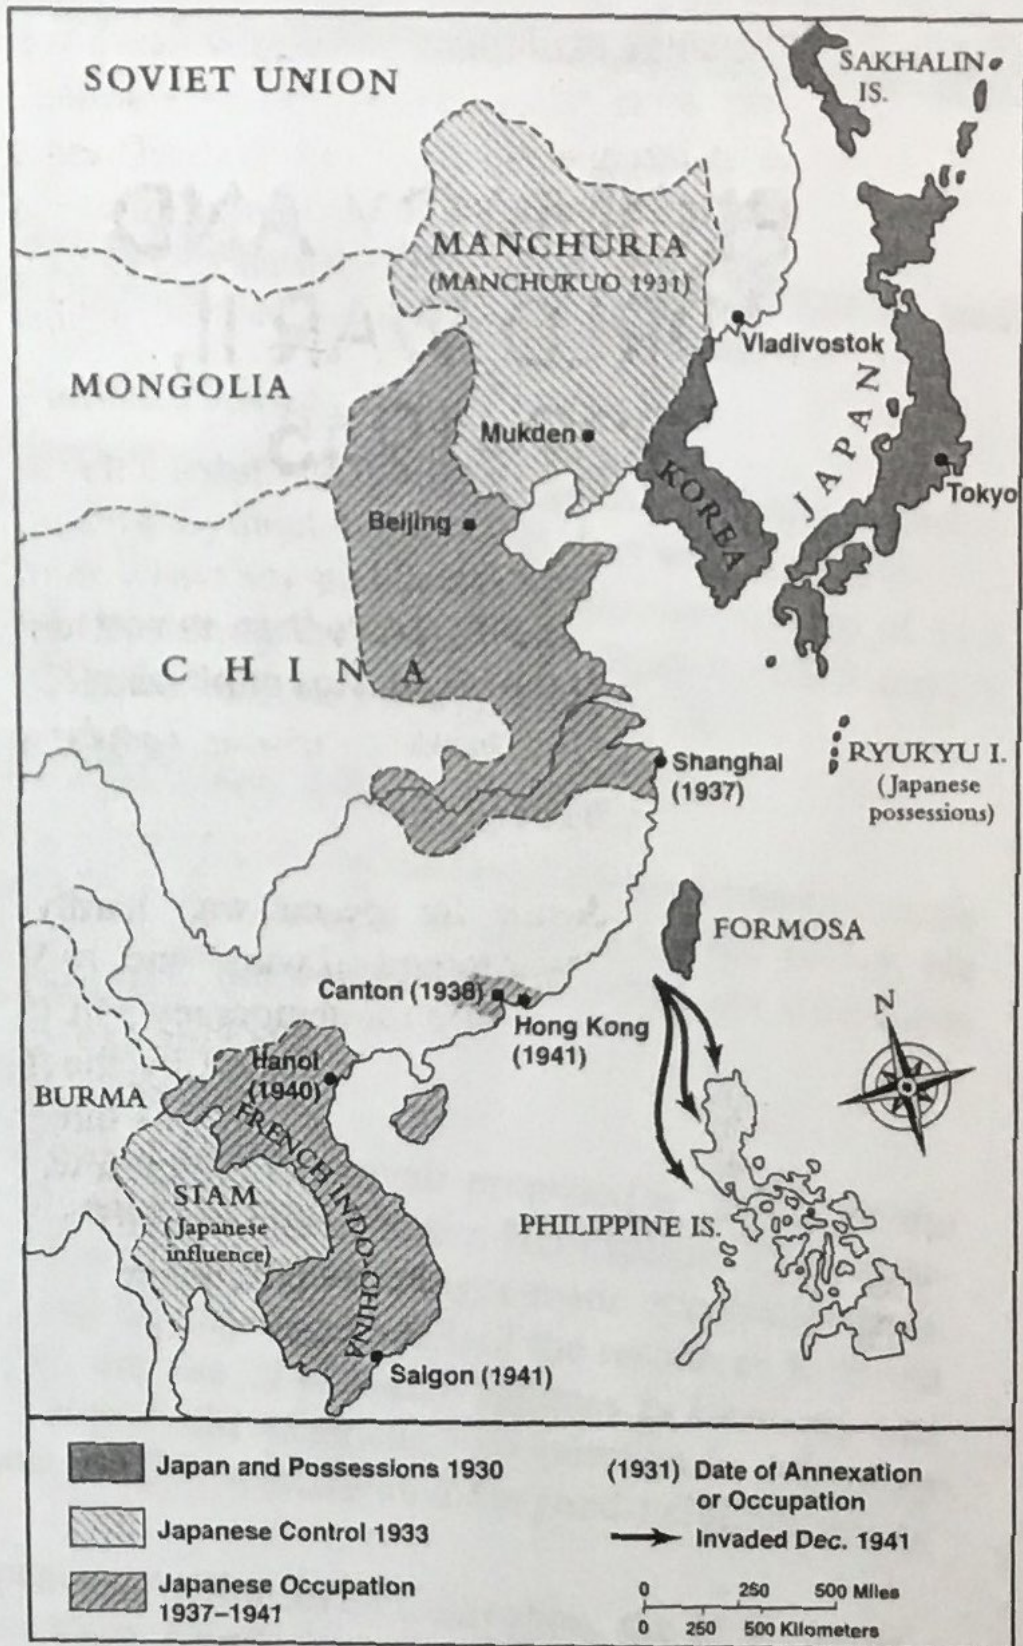 SOVIET UNION
SAKHALIN
IS.
MANCHURIA
(MANCHUKUO 1931)
Vladivostok
MONGOLIA
JAPAN
Mukden
KOREA
Tokyo
Beijing
CHINA
Shanghai
(1937)
RYUKYU I.
(Japanese
possessions)
FORMOSA
Canton (1938)
Hong Kong
(1941)
N
Hanoi
(1940)
BURMA
FRENCH INDO-CHINA
SIAM
(Japanese
influence)
PHILIPPINE IS.
Saigon (1941)
Japan and Possessions 1930
Japanese Control 1933
Japanese Occupation
1937–1941
(1931) Date of Annexation
or Occupation
Invaded Dec. 1941
0 250 500 Miles
0 250 500 Kilometers